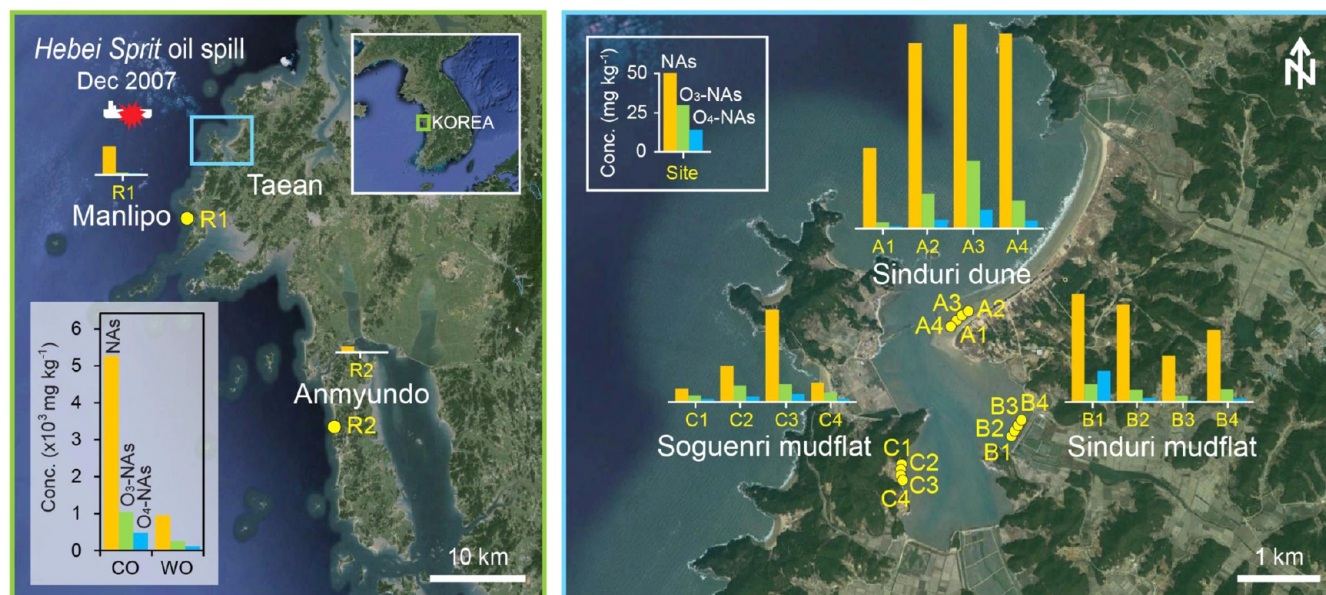 Hebei Sprit oil spill
Dec 2007
R1
Manlipo
R1
Taean
KOREA
R2
Anmyundo
R2
Conc. (x10³ mg kg⁻¹)
6
5
4
3
2
1
0
NAs
O₃-NAs
O₄-NAs
CO WO
10 km
Conc. (mg kg⁻¹)
50
25
0
NAs
O₃-NAs
O₄-NAs
Site
N
A1 A2 A3 A4
Sinduri dune
A3 A2
A4 A1
C1 C2 C3 C4
Soguenri mudflat
B1 B2 B3 B4
Sinduri mudflat
B3 B4
B2
B1
C1
C2
C3
C4
1 km